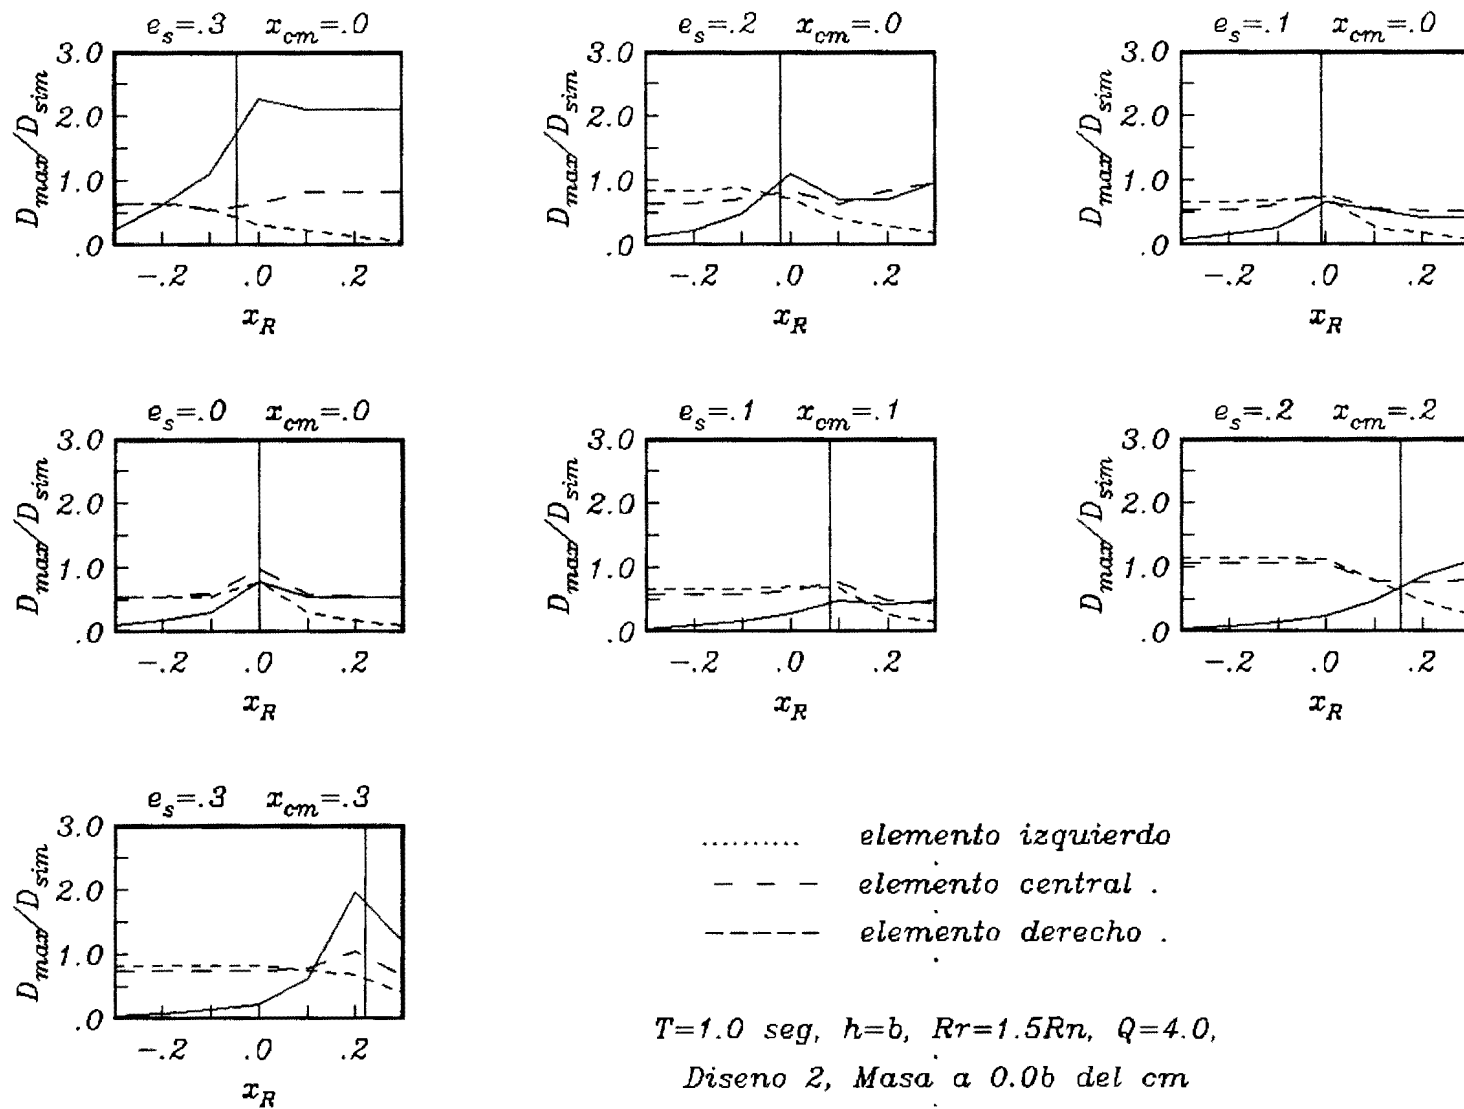 e_s=.3 x_cm=.0
3.0
2.0
1.0
.0
D_max/D_sim
-.2 .0 .2
x_R
e_s=.2 x_cm=.0
3.0
2.0
1.0
.0
D_max/D_sim
-.2 .0 .2
x_R
e_s=.1 x_cm=.0
3.0
2.0
1.0
.0
D_max/D_sim
-.2 .0 .2
x_R
e_s=.0 x_cm=.0
3.0
2.0
1.0
.0
D_max/D_sim
-.2 .0 .2
x_R
e_s=.1 x_cm=.1
3.0
2.0
1.0
.0
D_max/D_sim
-.2 .0 .2
x_R
e_s=.2 x_cm=.2
3.0
2.0
1.0
.0
D_max/D_sim
-.2 .0 .2
x_R
e_s=.3 x_cm=.3
3.0
2.0
1.0
.0
D_max/D_sim
-.2 .0 .2
x_R
elemento izquierdo
elemento central .
elemento derecho .
T=1.0 seg, h=b, Rr=1.5Rn, Q=4.0,
Diseno 2, Masa a 0.0b del cm